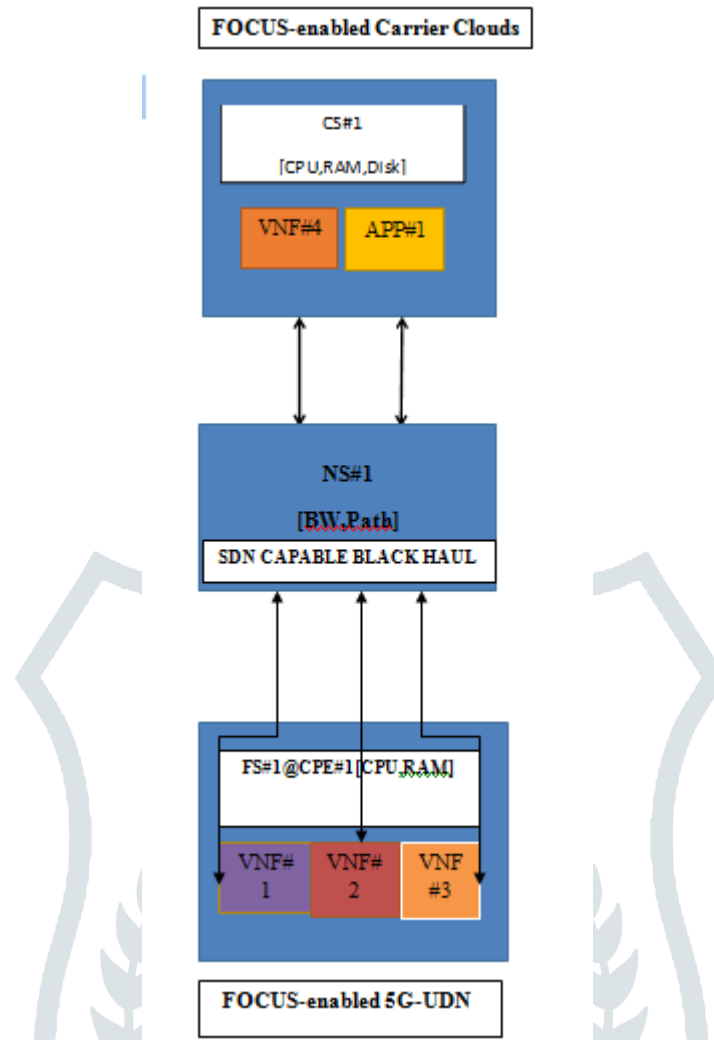 FOCUS-enabled Carrier Clouds
CS#1
[CPU,RAM,Disk]
VNF#4
APP#1
NS#1
[BW,Path]
SDN CAPABLE BLACK HAUL
FS#1@CPE#1[CPU,RAM]
VNF#
1
VNF#
2
VNF
#3
FOCUS-enabled 5G-UDN